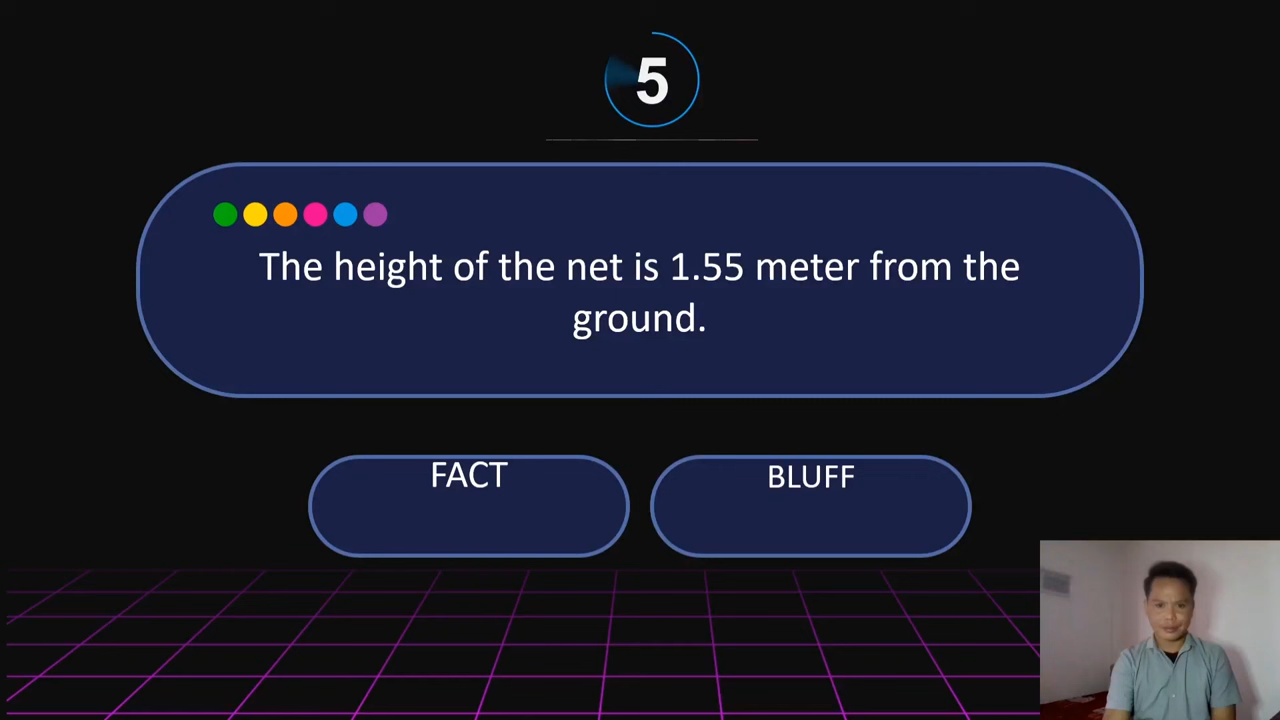 5
The height of the net is 1.55 meter from the
ground.
FACT
BLUFF